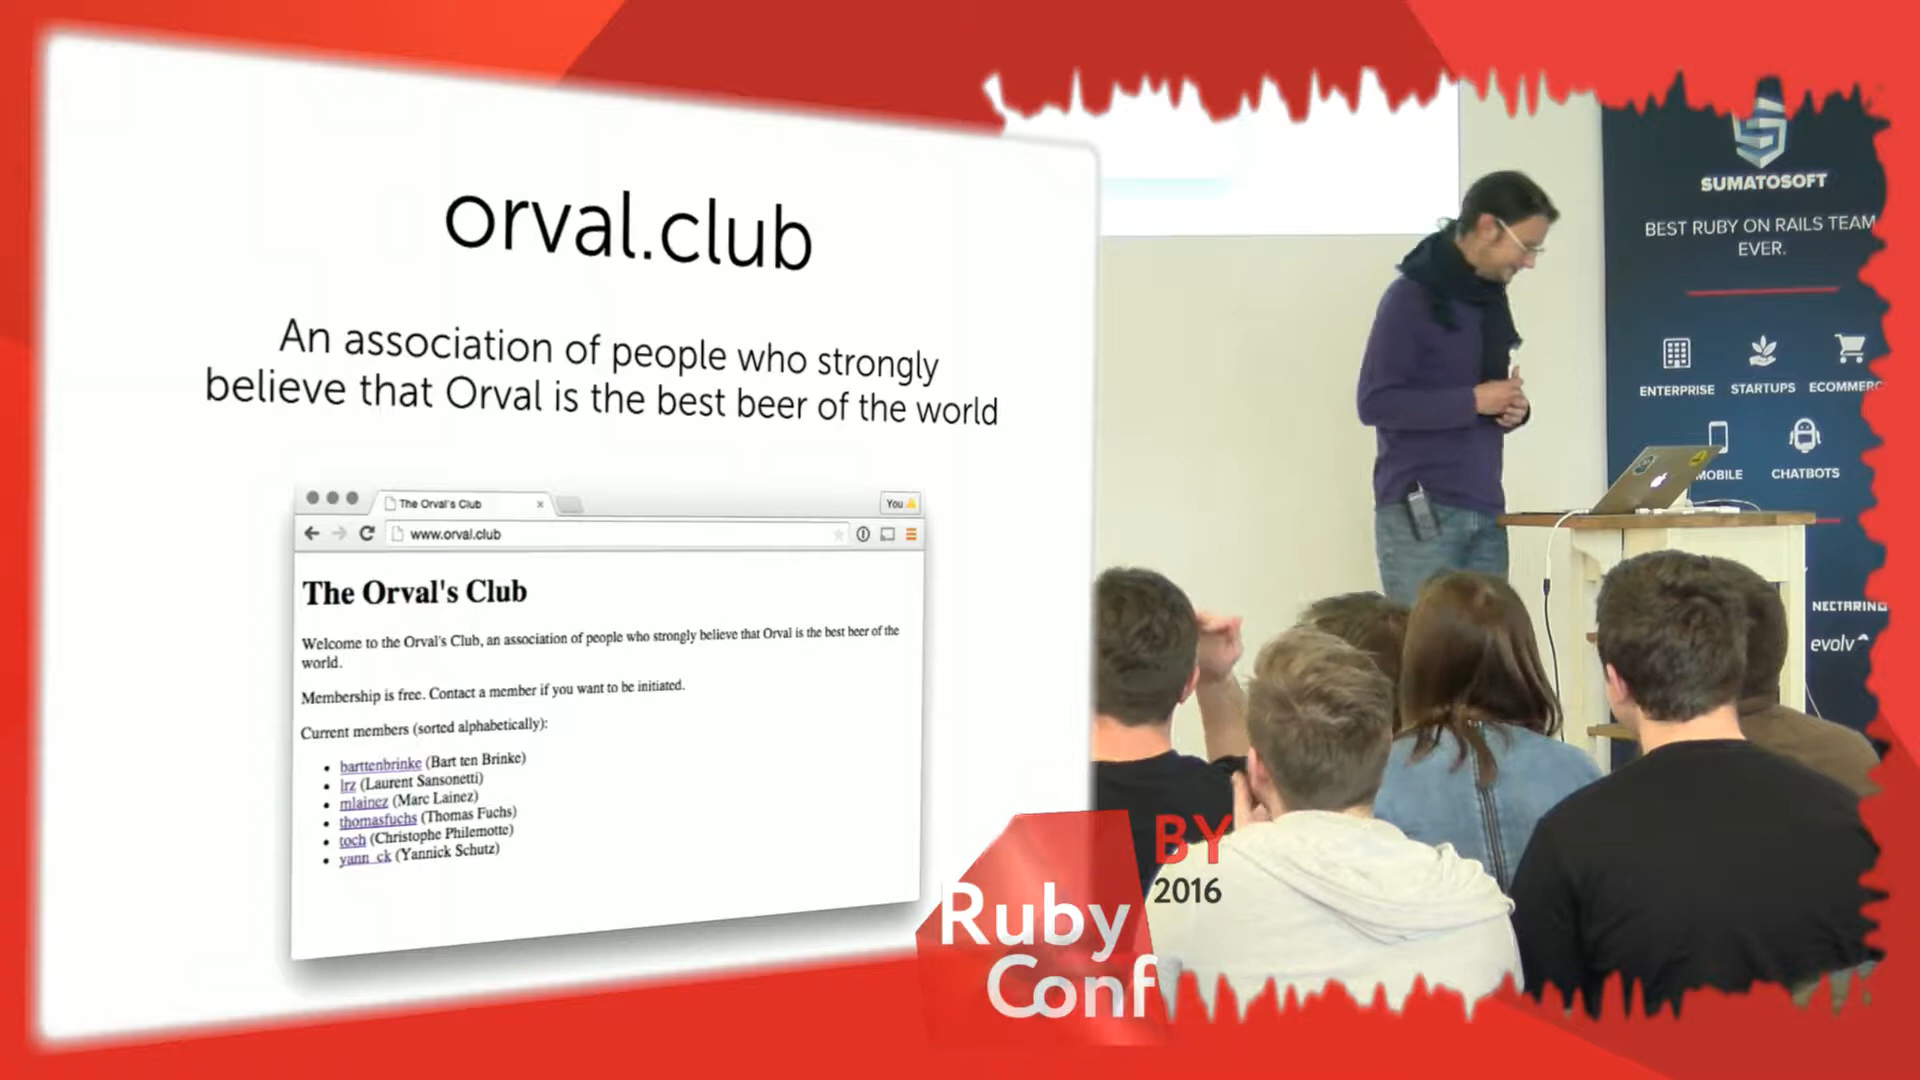 orval.club
An association of people who strongly
believe that Orval is the best beer of the world
The Orval's Club
You
www.orval.club
The Orval's Club
Welcome to the Orval's Club, an association of people who strongly believe that Orval is the best beer of the
world.
Membership is free. Contact a member if you want to be initiated.
Current members (sorted alphabetically):
barttenbrinke (Bart ten Brinke)
lrz (Laurent Sansonetti)
mlainez (Marc Lainez)
thomasfuchs (Thomas Fuchs)
toch (Christophe Philemotte)
yann_ck (Yannick Schutz)
SUMATOSOFT
BEST RUBY ON RAILS TEAM
EVER.
ENTERPRISE STARTUPS ECOMMERC
MOBILE CHATBOTS
NECTARIN
evolv
BY
2016
Ruby
Conf